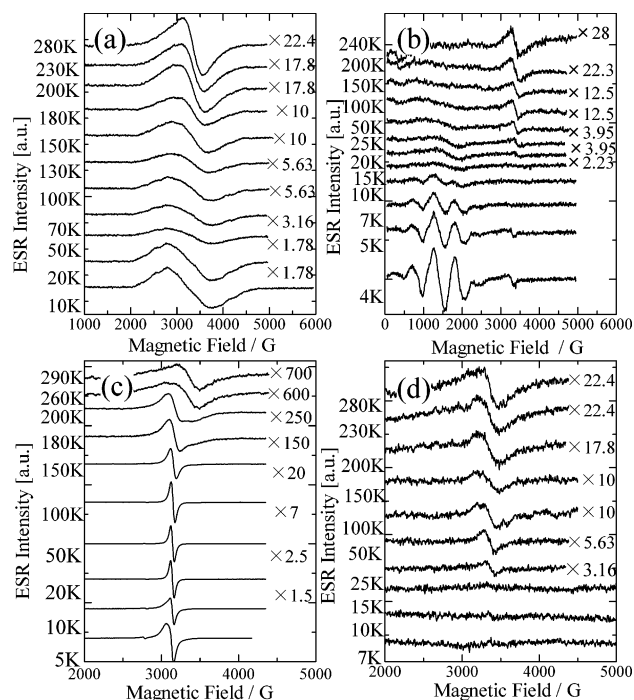 (a)
280K
230K
200K
180K
150K
130K
100K
70K
50K
20K
10K
× 22.4
× 17.8
× 17.8
× 10
× 10
× 5.63
× 5.63
× 3.16
× 1.78
× 1.78
ESR Intensity [a.u.]
1000 2000 3000 4000 5000 6000
Magnetic Field / G
(b)
240K
200K
150K
100K
50K
25K
20K
15K
10K
7K
5K
4K
× 28
× 22.3
× 12.5
× 12.5
× 3.95
× 3.95
× 2.23
ESR Intensity [a.u.]
0 1000 2000 3000 4000 5000 6000
Magnetic Field / G
(c)
290K
260K
200K
180K
150K
100K
50K
20K
10K
5K
× 700
× 600
× 250
× 150
× 20
× 7
× 2.5
× 1.5
ESR Intensity [a.u.]
2000 3000 4000 5000
Magnetic Field / G
(d)
280K
230K
200K
150K
100K
50K
25K
15K
10K
7K
× 22.4
× 22.4
× 17.8
× 10
× 10
× 5.63
× 3.16
ESR Intensity [a.u.]
2000 3000 4000 5000
Magnetic Field / G